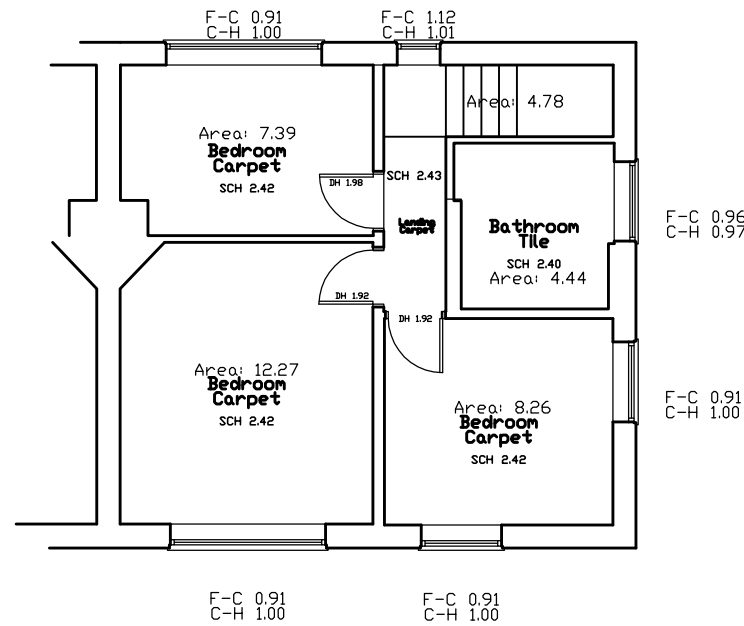 F-C 0.91
C-H 1.00
F-C 1.12
C-H 1.01
Area: 4.78
Area: 7.39
Bedroom
Carpet
SCH 2.42
DH 1.98
SCH 2.43
Landing
Carpet
Bathroom
Tile
SCH 2.40
Area: 4.44
F-C 0.96
C-H 0.97
DH 1.92
DH 1.92
Area: 12.27
Bedroom
Carpet
SCH 2.42
Area: 8.26
Bedroom
Carpet
SCH 2.42
F-C 0.91
C-H 1.00
F-C 0.91
C-H 1.00
F-C 0.91
C-H 1.00